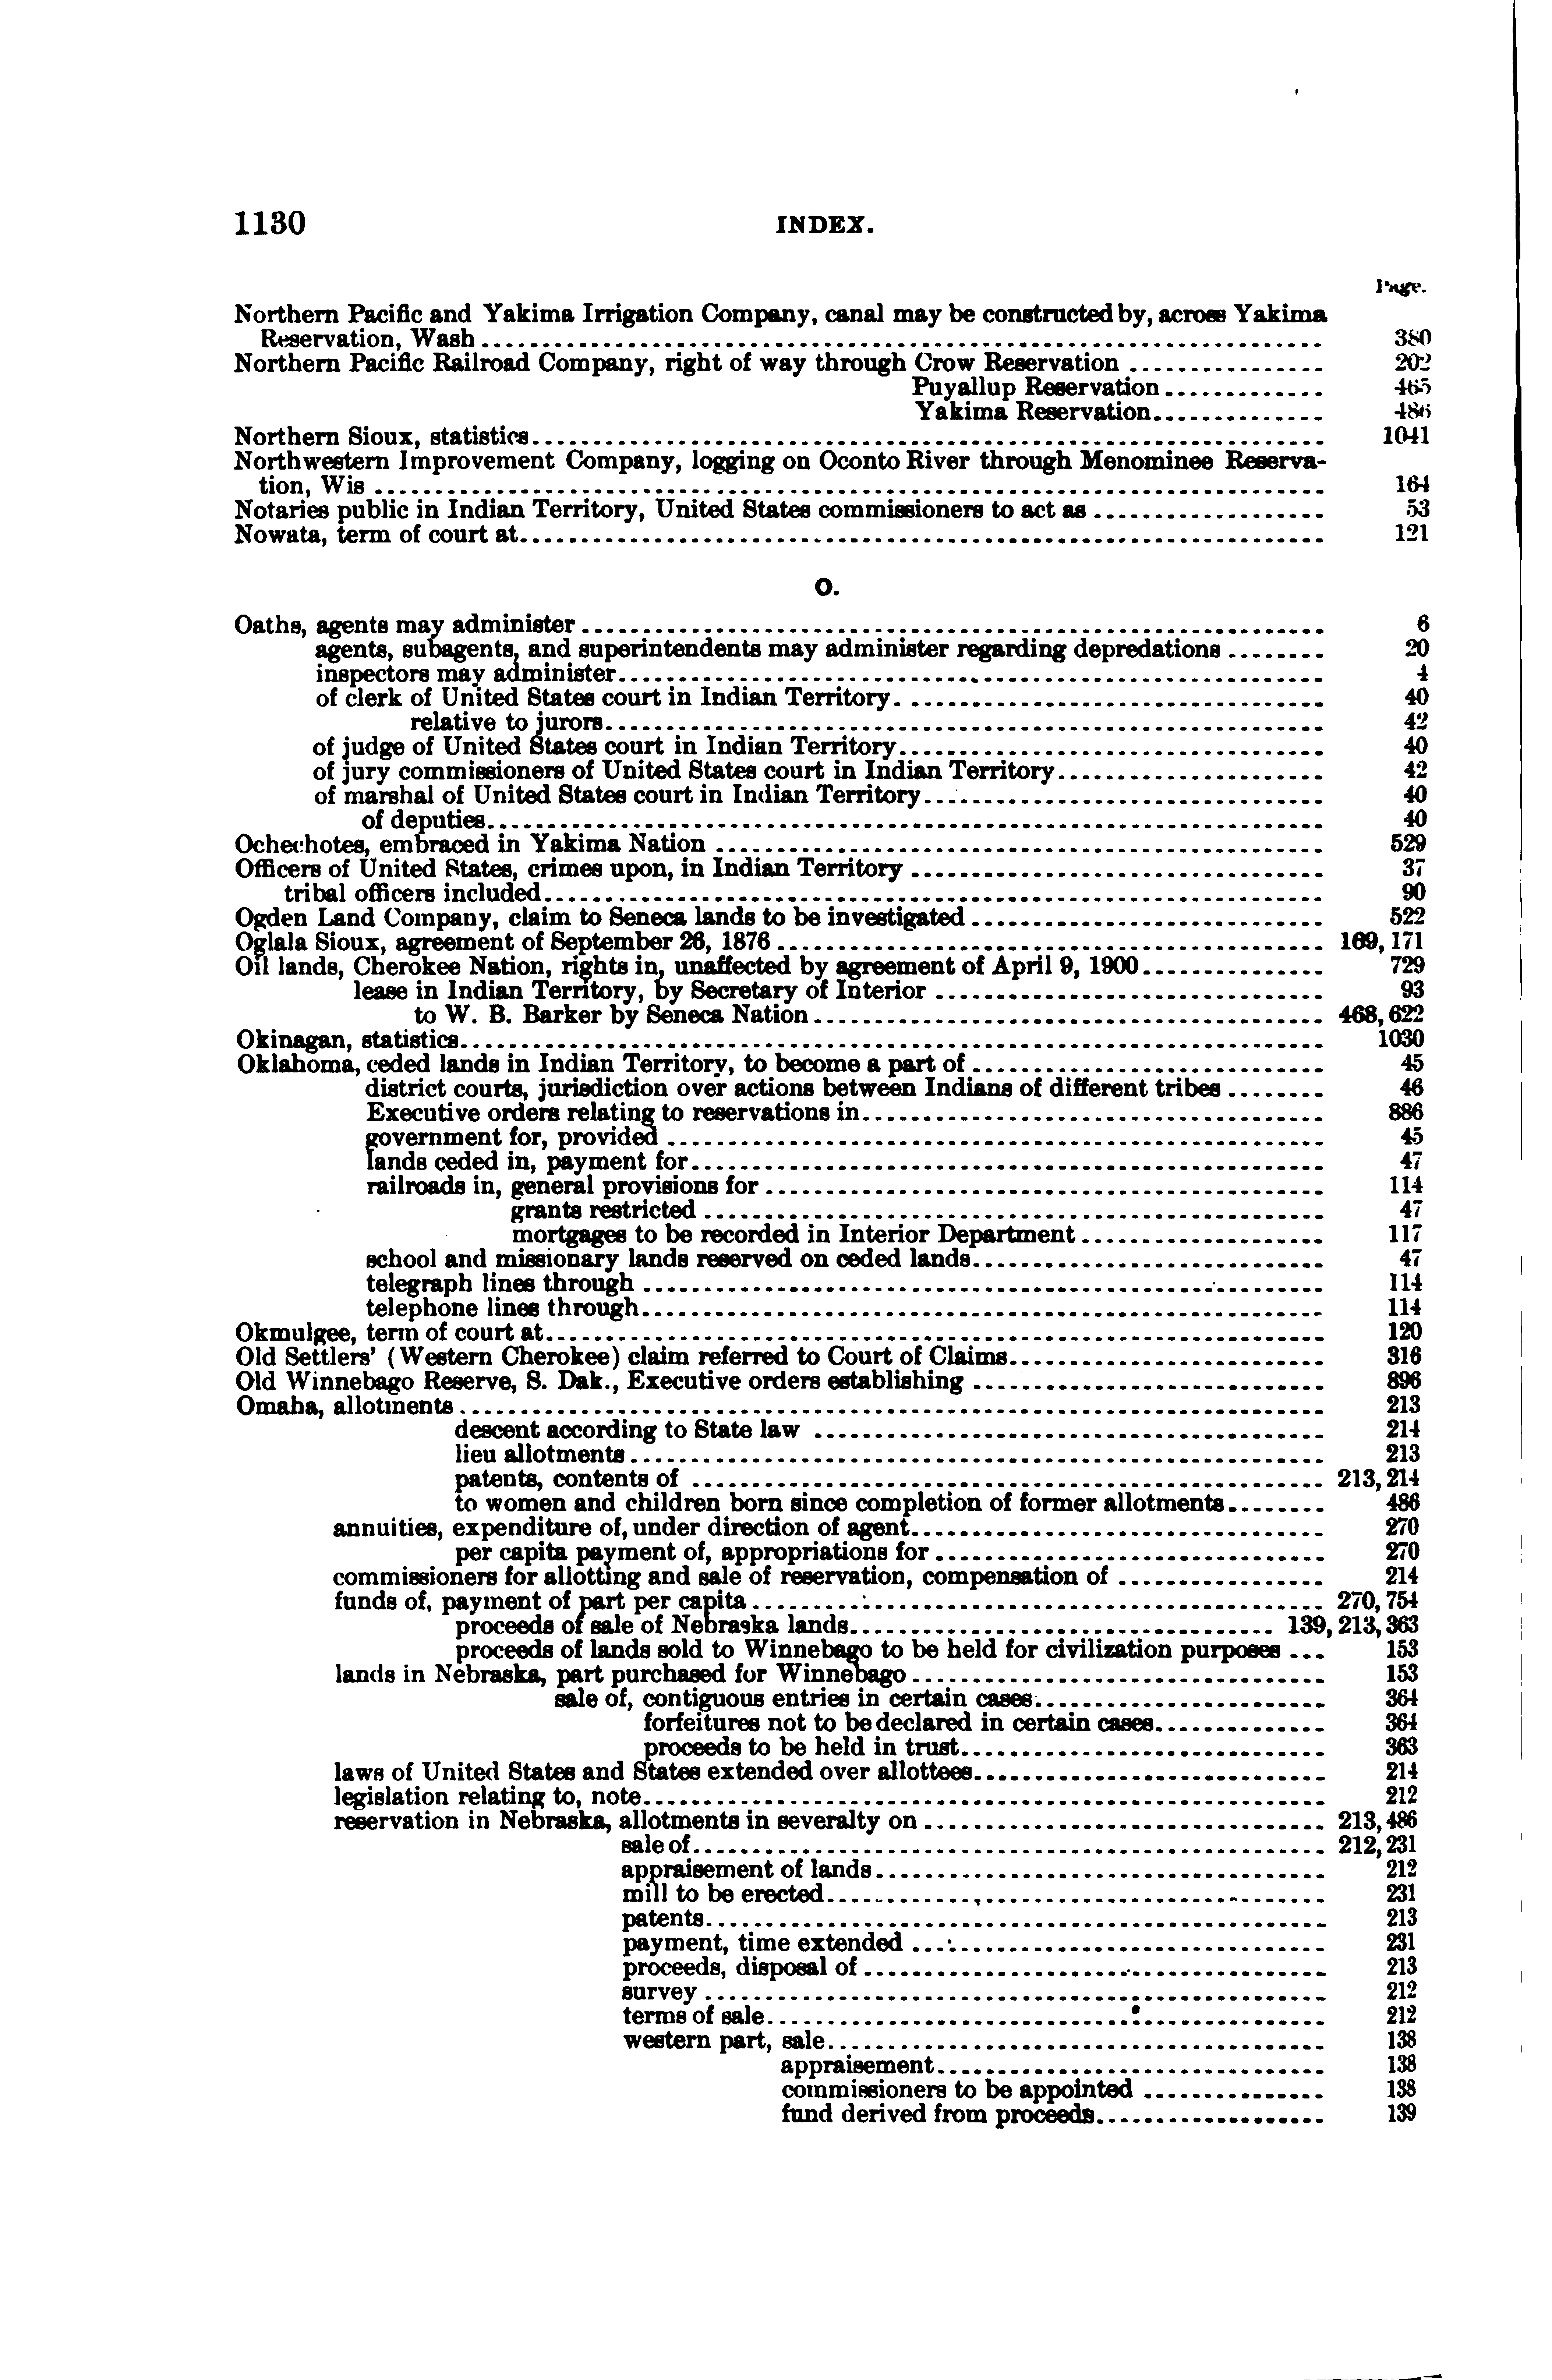 1130 INDEX.
Page.
Northern Pacific and Yakima Irrigation Company, canal may be constructed by, across Yakima
Reservation, Wash ........ 380
Northern Pacific Railroad Company, right of way through Crow Reservation ........ 202
Puyallup Reservation ........ 465
Yakima Reservation ........ 486
Northern Sioux, statistics ........ 1041
Northwestern Improvement Company, logging on Oconto River through Menominee Reserva-
tion, Wis ........ 164
Notaries public in Indian Territory, United States commissioners to act as ........ 53
Nowata, term of court at ........ 121
O.
Oaths, agents may administer ........ 6
agents, subagents, and superintendents may administer regarding depredations ........ 20
inspectors may administer ........ 4
of clerk of United States court in Indian Territory ........ 40
relative to jurors ........ 42
of judge of United States court in Indian Territory ........ 40
of jury commissioners of United States court in Indian Territory ........ 42
of marshal of United States court in Indian Territory ........ 40
of deputies ........ 40
Ochechotes, embraced in Yakima Nation ........ 529
Officers of United States, crimes upon, in Indian Territory ........ 37
tribal officers included ........ 90
Ogden Land Company, claim to Seneca lands to be investigated ........ 522
Oglala Sioux, agreement of September 26, 1876 ........ 169, 171
Oil lands, Cherokee Nation, rights in, unaffected by agreement of April 9, 1900 ........ 729
lease in Indian Territory, by Secretary of Interior ........ 93
to W. B. Barker by Seneca Nation ........ 468, 622
Okinagan, statistics ........ 1030
Oklahoma, ceded lands in Indian Territory, to become a part of ........ 45
district courts, jurisdiction over actions between Indians of different tribes ........ 46
Executive orders relating to reservations in ........ 886
government for, provided ........ 45
lands ceded in, payment for ........ 47
railroads in, general provisions for ........ 114
grants restricted ........ 47
mortgages to be recorded in Interior Department ........ 117
school and missionary lands reserved on ceded lands ........ 47
telegraph lines through ........ 114
telephone lines through ........ 114
Okmulgee, term of court at ........ 120
Old Settlers' (Western Cherokee) claim referred to Court of Claims ........ 316
Old Winnebago Reserve, S. Dak., Executive orders establishing ........ 896
Omaha, allotments ........ 213
descent according to State law ........ 214
lieu allotments ........ 213
patents, contents of ........ 213, 214
to women and children born since completion of former allotments ........ 486
annuities, expenditure of, under direction of agent ........ 270
per capita payment of, appropriations for ........ 270
commissioners for allotting and sale of reservation, compensation of ........ 214
funds of, payment of part per capita ........ 270, 754
proceeds of sale of Nebraska lands ........ 139, 213, 363
proceeds of lands sold to Winnebago to be held for civilization purposes ... 153
lands in Nebraska, part purchased for Winnebago ........ 153
sale of, contiguous entries in certain cases ........ 364
forfeitures not to be declared in certain cases ........ 364
proceeds to be held in trust ........ 363
laws of United States and States extended over allottees ........ 214
legislation relating to, note ........ 212
reservation in Nebraska, allotments in severalty on ........ 213, 486
sale of ........ 212, 231
appraisement of lands ........ 212
mill to be erected ........ 231
patents ........ 213
payment, time extended ........ 231
proceeds, disposal of ........ 213
survey ........ 212
terms of sale ........ 212
western part, sale ........ 138
appraisement ........ 138
commissioners to be appointed ........ 138
fund derived from proceeds ........ 139